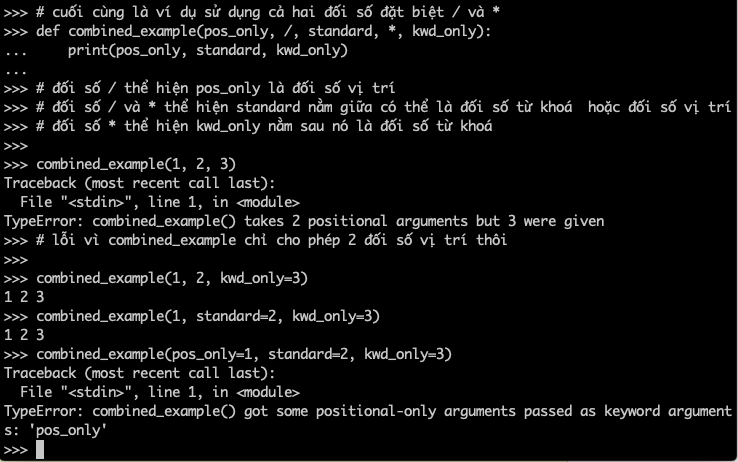 >>> # cuối cùng là ví dụ sử dụng cả hai đối số đặt biệt / và *
>>> def combined_example(pos_only, /, standard, *, kwd_only):
...     print(pos_only, standard, kwd_only)
...
>>> # đối số / thể hiện pos_only là đối số vị trí
>>> # đối số / và * thể hiện standard nằm giữa có thể là đối số từ khoá  hoặc đối số vị trí
>>> # đối số * thể hiện kwd_only nằm sau nó là đối số từ khoá
>>>
>>> combined_example(1, 2, 3)
Traceback (most recent call last):
  File "<stdin>", line 1, in <module>
TypeError: combined_example() takes 2 positional arguments but 3 were given
>>> # lỗi vì combined_example chỉ cho phép 2 đối số vị trí thôi
>>>
>>> combined_example(1, 2, kwd_only=3)
1 2 3
>>> combined_example(1, standard=2, kwd_only=3)
1 2 3
>>> combined_example(pos_only=1, standard=2, kwd_only=3)
Traceback (most recent call last):
  File "<stdin>", line 1, in <module>
TypeError: combined_example() got some positional-only arguments passed as keyword argument
s: 'pos_only'
>>>